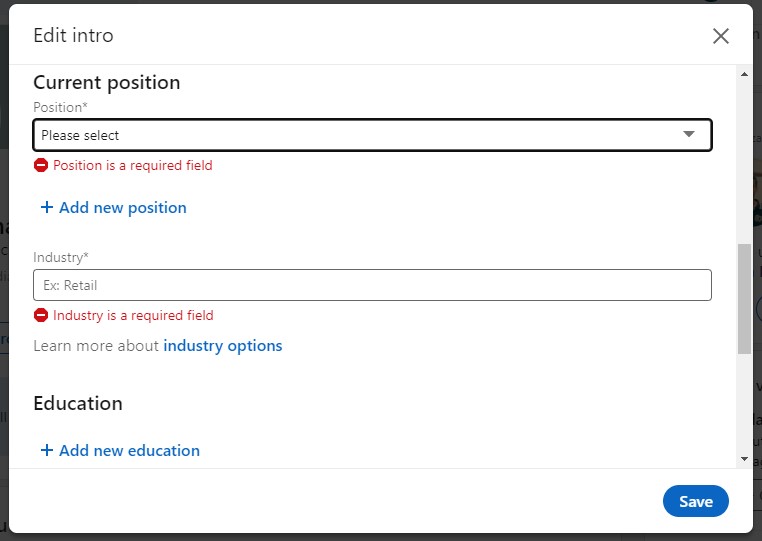 Edit intro
Current position
Position*
Please select
Position is a required field
+ Add new position
Industry*
Ex: Retail
Industry is a required field
Learn more about industry options
Education
+ Add new education
Save